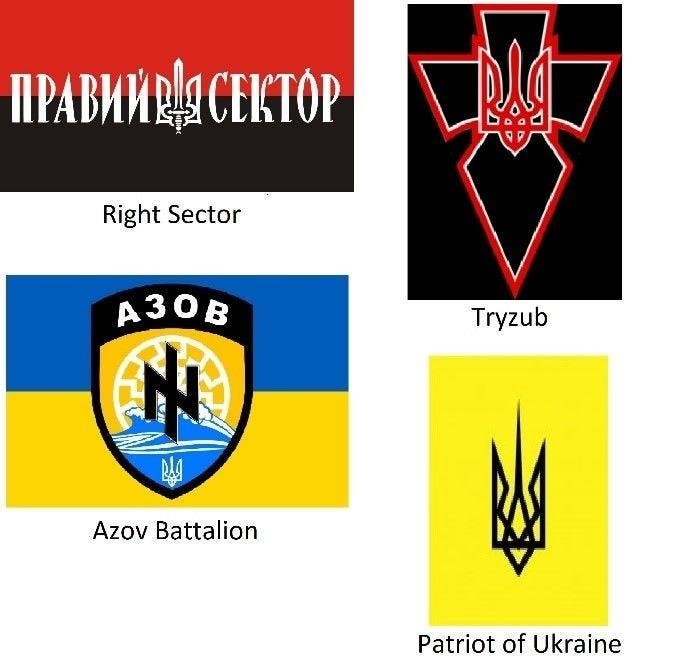 ПРАВИЙ СЕКТОР
Right Sector
Tryzub
АЗОВ
Azov Battalion
Patriot of Ukraine